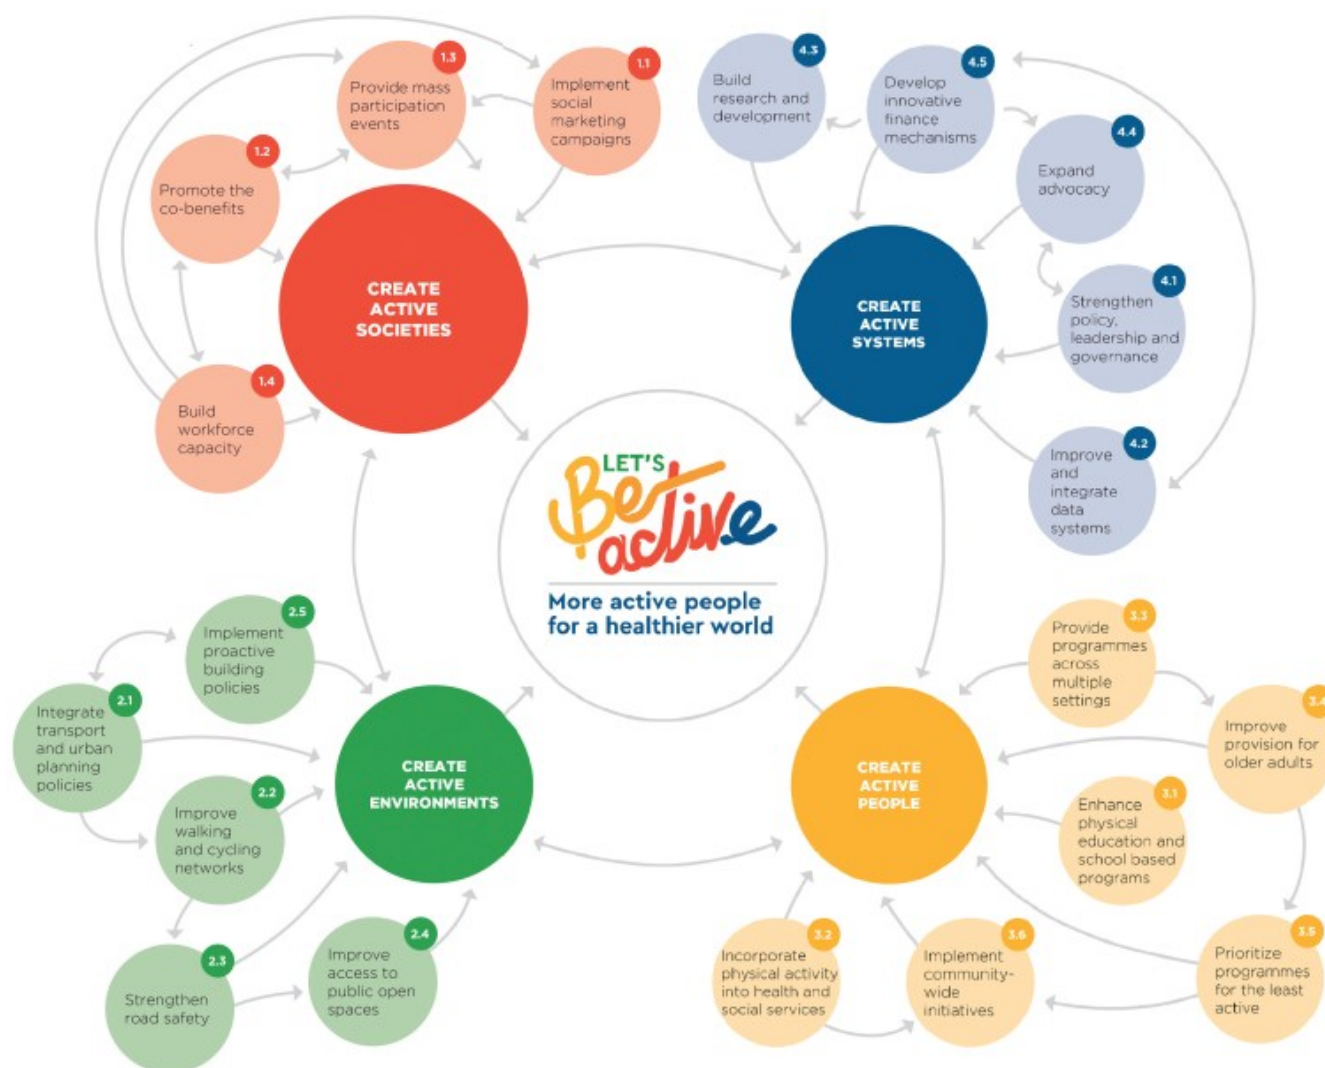 1.3
Provide mass
participation
events
1.1
Implement
social
marketing
campaigns
1.2
Promote the
co-benefits
1.4
Build
workforce
capacity
CREATE
ACTIVE
SOCIETIES
4.3
Build
research and
development
4.5
Develop
innovative
finance
mechanisms
4.4
Expand
advocacy
4.1
Strengthen
policy,
leadership and
governance
4.2
Improve
and
integrate
data
systems
CREATE
ACTIVE
SYSTEMS
LET'S
Be
active
More active people
for a healthier world
2.5
Implement
proactive
building
policies
2.1
Integrate
transport
and urban
planning
policies
2.2
Improve
walking
and cycling
networks
2.3
Strengthen
road safety
2.4
Improve
access to
public open
spaces
CREATE
ACTIVE
ENVIRONMENTS
3.3
Provide
programmes
across
multiple
settings
3.4
Improve
provision for
older adults
3.1
Enhance
physical
education and
school based
programs
3.5
Prioritize
programmes
for the least
active
3.6
Implement
community-
wide
initiatives
3.2
Incorporate
physical activity
into health and
social services
CREATE
ACTIVE
PEOPLE